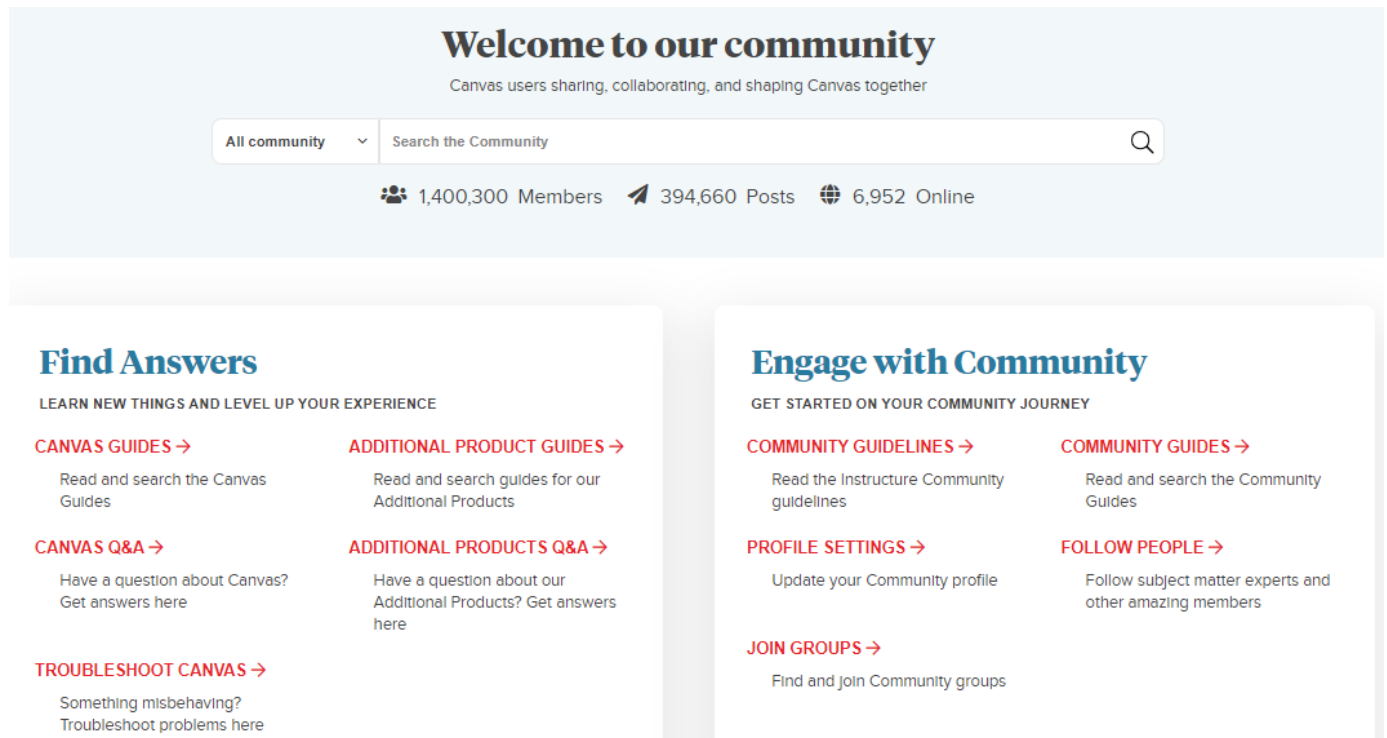 Welcome to our community
Canvas users sharing, collaborating, and shaping Canvas together
All community
Search the Community
1,400,300 Members
394,660 Posts
6,952 Online
Find Answers
LEARN NEW THINGS AND LEVEL UP YOUR EXPERIENCE
CANVAS GUIDES →
Read and search the Canvas
Guides
ADDITIONAL PRODUCT GUIDES →
Read and search guides for our
Additional Products
CANVAS Q&A →
Have a question about Canvas?
Get answers here
ADDITIONAL PRODUCTS Q&A →
Have a question about our
Additional Products? Get answers
here
TROUBLESHOOT CANVAS →
Something misbehaving?
Troubleshoot problems here
Engage with Community
GET STARTED ON YOUR COMMUNITY JOURNEY
COMMUNITY GUIDELINES →
Read the Instructure Community
guidelines
COMMUNITY GUIDES →
Read and search the Community
Guides
PROFILE SETTINGS →
Update your Community profile
FOLLOW PEOPLE →
Follow subject matter experts and
other amazing members
JOIN GROUPS →
Find and join Community groups